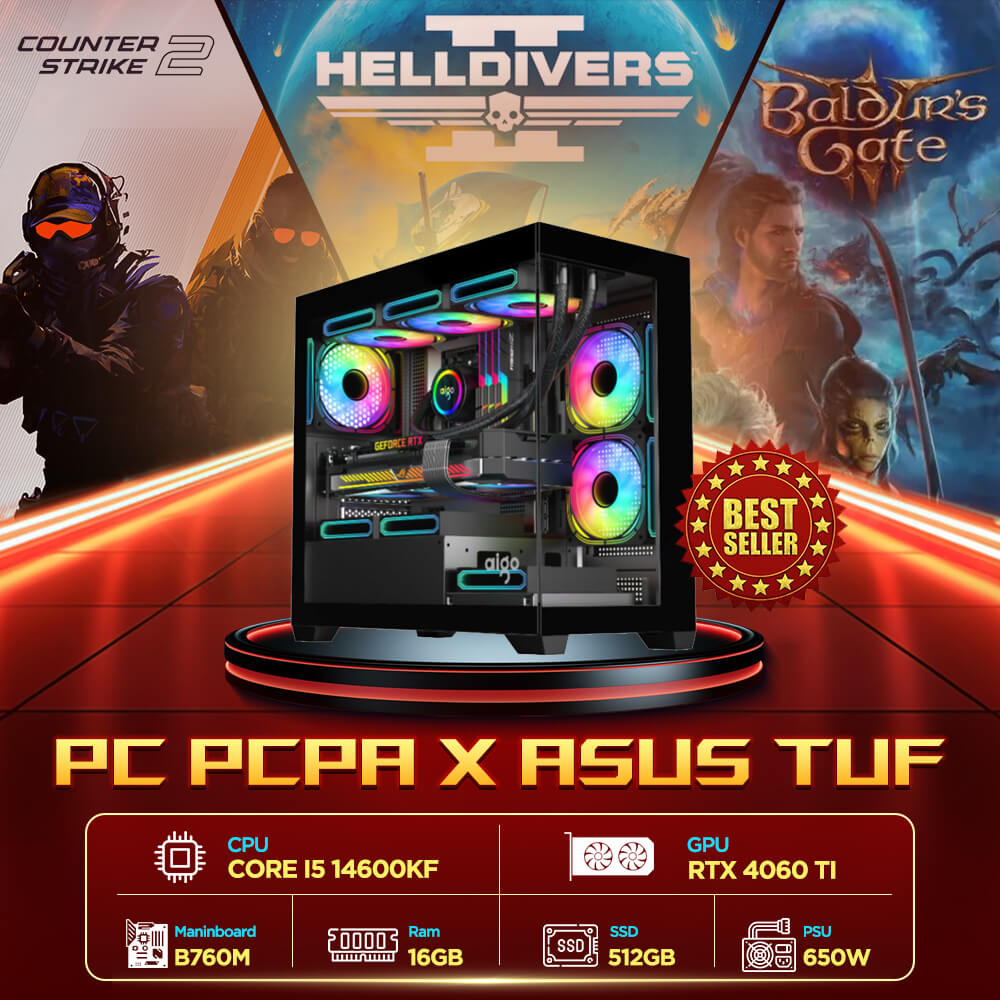 COUNTER
STRIKE 2
II
HELLDIVERS
Baldur's
Gate
III
aigo
GEFORCE RTX
aigo
BEST
SELLER
PC PCPA X ASUS TUF
CPU
CORE I5 14600KF
GPU
RTX 4060 TI
Maninboard
B760M
Ram
16GB
SSD
SSD
512GB
PSU
650W